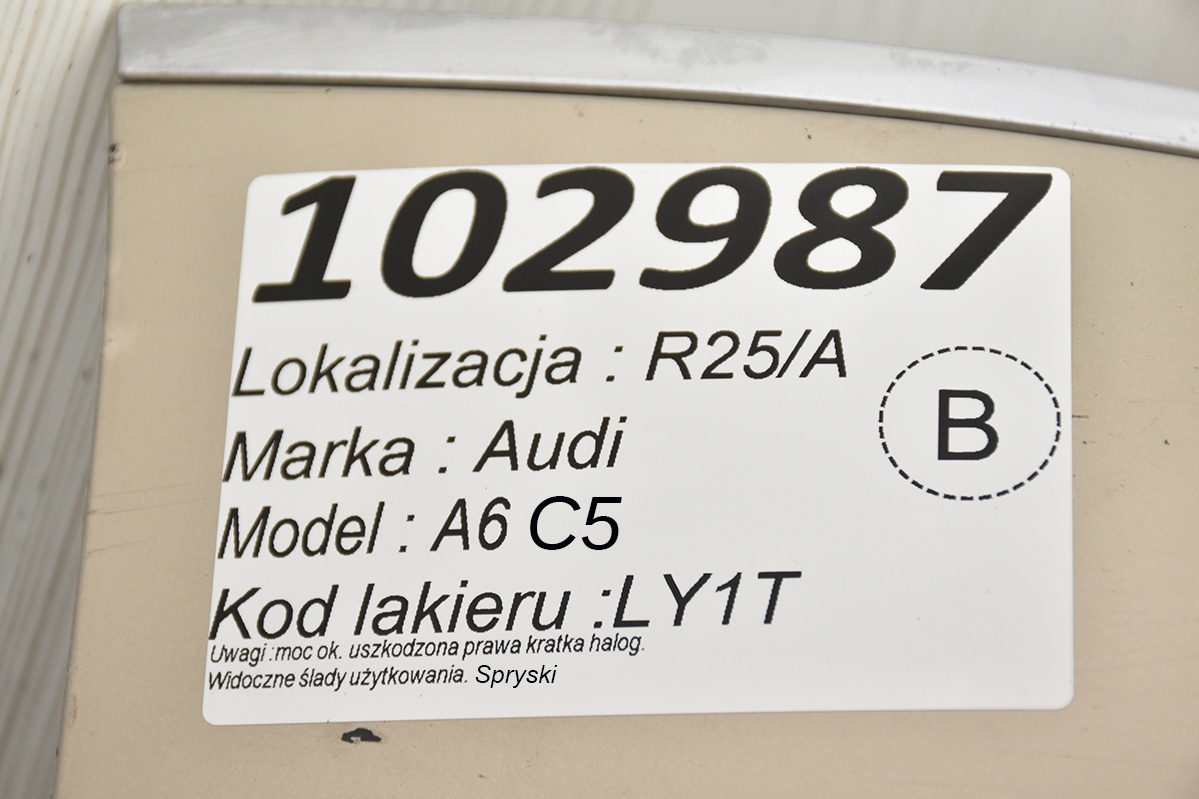 102987
Lokalizacja : R25/A
Marka : Audi
B
Model : A6 C5
Kod lakieru :LY1T
Uwagi :moc ok. uszkodzona prawa kratka halog.
Widoczne ślady użytkowania. Spryski